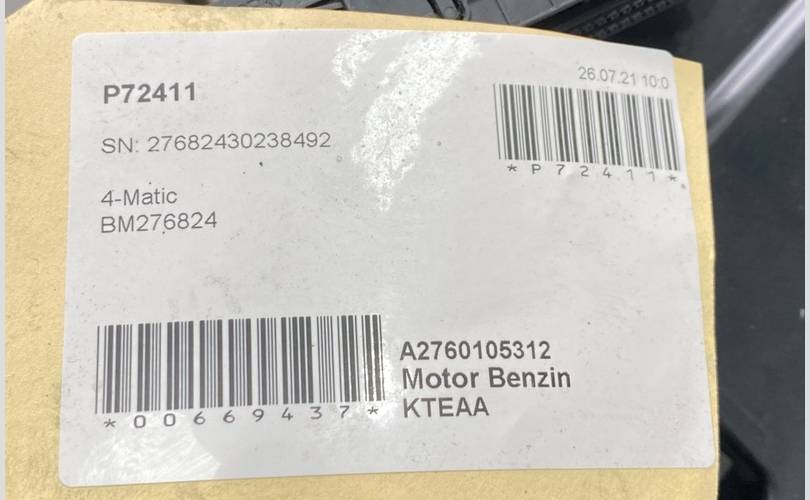 P72411
26.07.21 10:0
*P72411*
SN: 27682430238492
4-Matic
BM276824
*00669437*
A2760105312
Motor Benzin
KTEAA